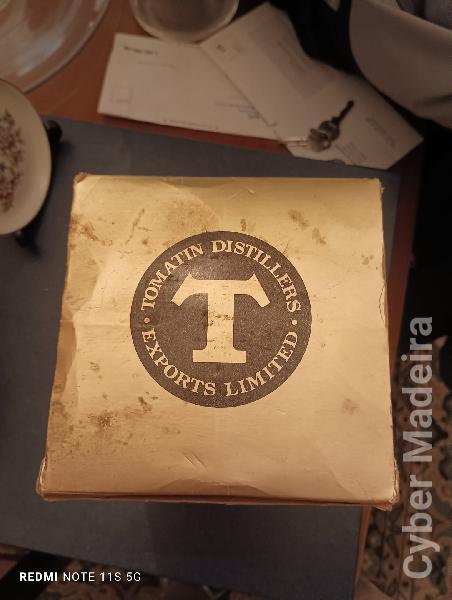 TOMATIN DISTILLERS
T
EXPORTS LIMITED
Cyber Madeira
REDMI NOTE 11S 5G